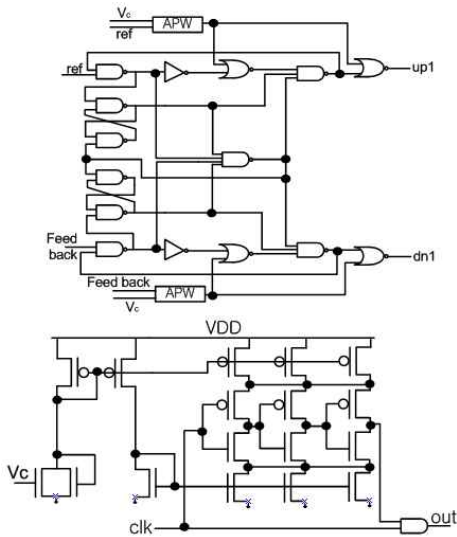 Vc
ref
APW
ref
up1
Feed
back
dn1
Feed back
Vc
APW
VDD
Vc
clk
out